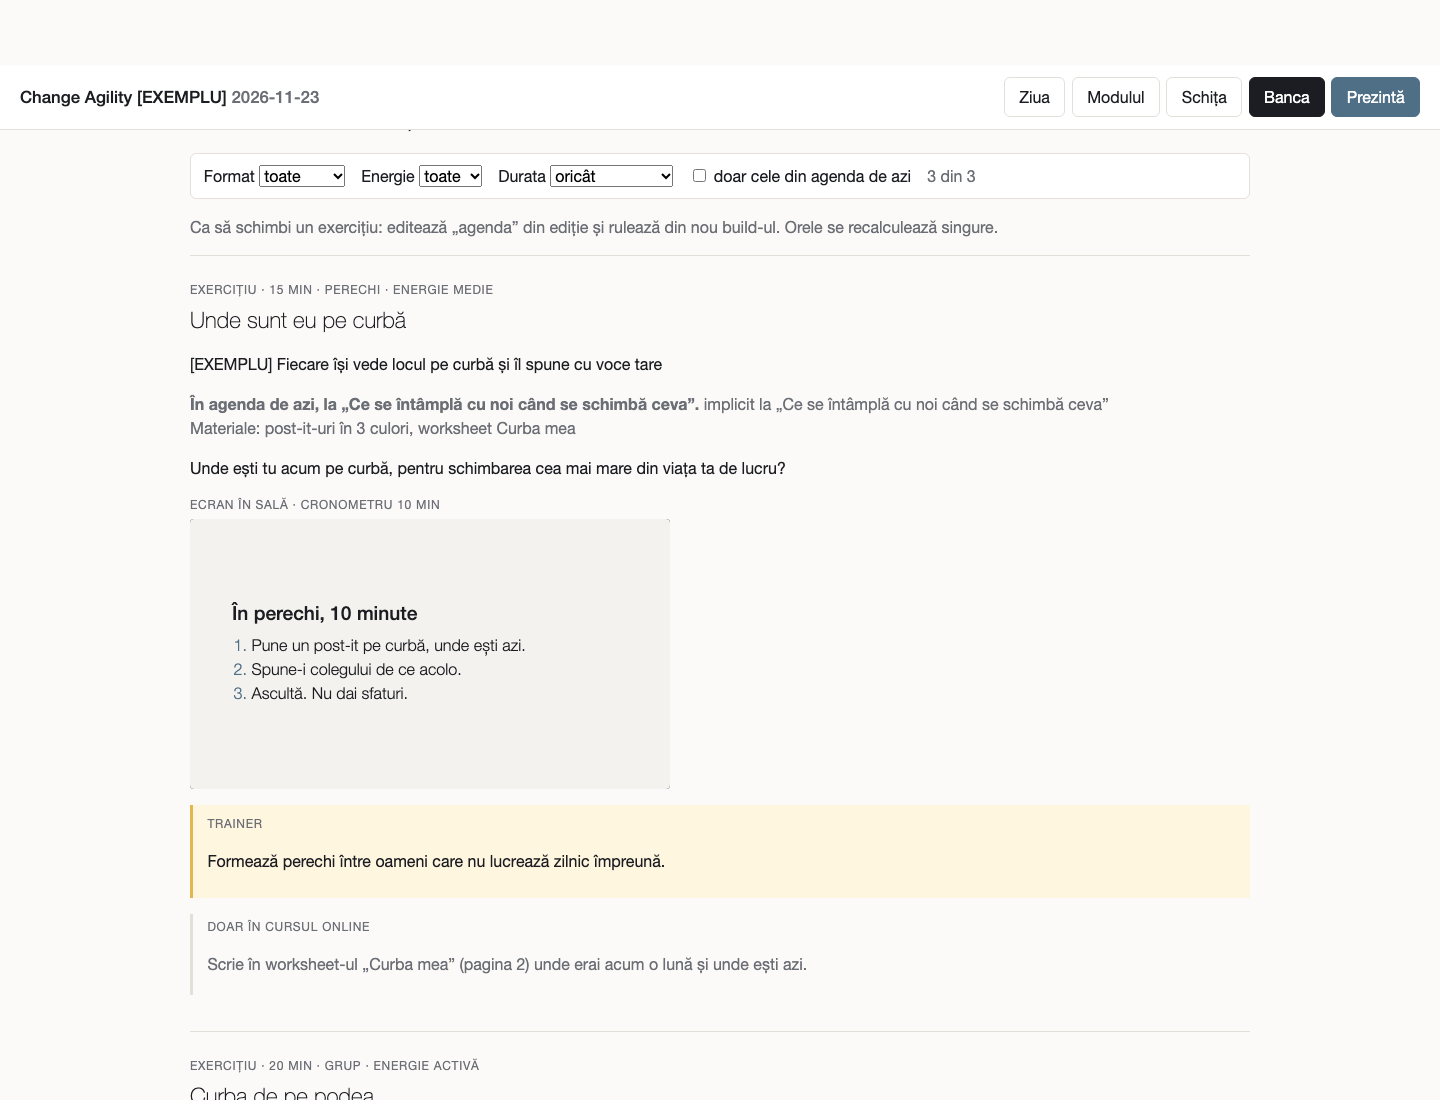 Change Agility [EXEMPLU] 2026-11-23
Ziua
Modulul
Schița
Banca
Prezintă
Format toate Energie toate Durata oricât doar cele din agenda de azi 3 din 3
Ca să schimbi un exercițiu: editează „agenda” din ediție și rulează din nou build-ul. Orele se recalculează singure.
EXERCIȚIU · 15 MIN · PERECHI · ENERGIE MEDIE
Unde sunt eu pe curbă
[EXEMPLU] Fiecare își vede locul pe curbă și îl spune cu voce tare
În agenda de azi, la „Ce se întâmplă cu noi când se schimbă ceva”. implicit la „Ce se întâmplă cu noi când se schimbă ceva”
Materiale: post-it-uri în 3 culori, worksheet Curba mea
Unde ești tu acum pe curbă, pentru schimbarea cea mai mare din viața ta de lucru?
ECRAN ÎN SALĂ · CRONOMETRU 10 MIN
În perechi, 10 minute
1. Pune un post-it pe curbă, unde ești azi.
2. Spune-i colegului de ce acolo.
3. Ascultă. Nu dai sfaturi.
TRAINER
Formează perechi între oameni care nu lucrează zilnic împreună.
DOAR ÎN CURSUL ONLINE
Scrie în worksheet-ul „Curba mea” (pagina 2) unde erai acum o lună și unde ești azi.
EXERCIȚIU · 20 MIN · GRUP · ENERGIE ACTIVĂ
Curba de pe podea